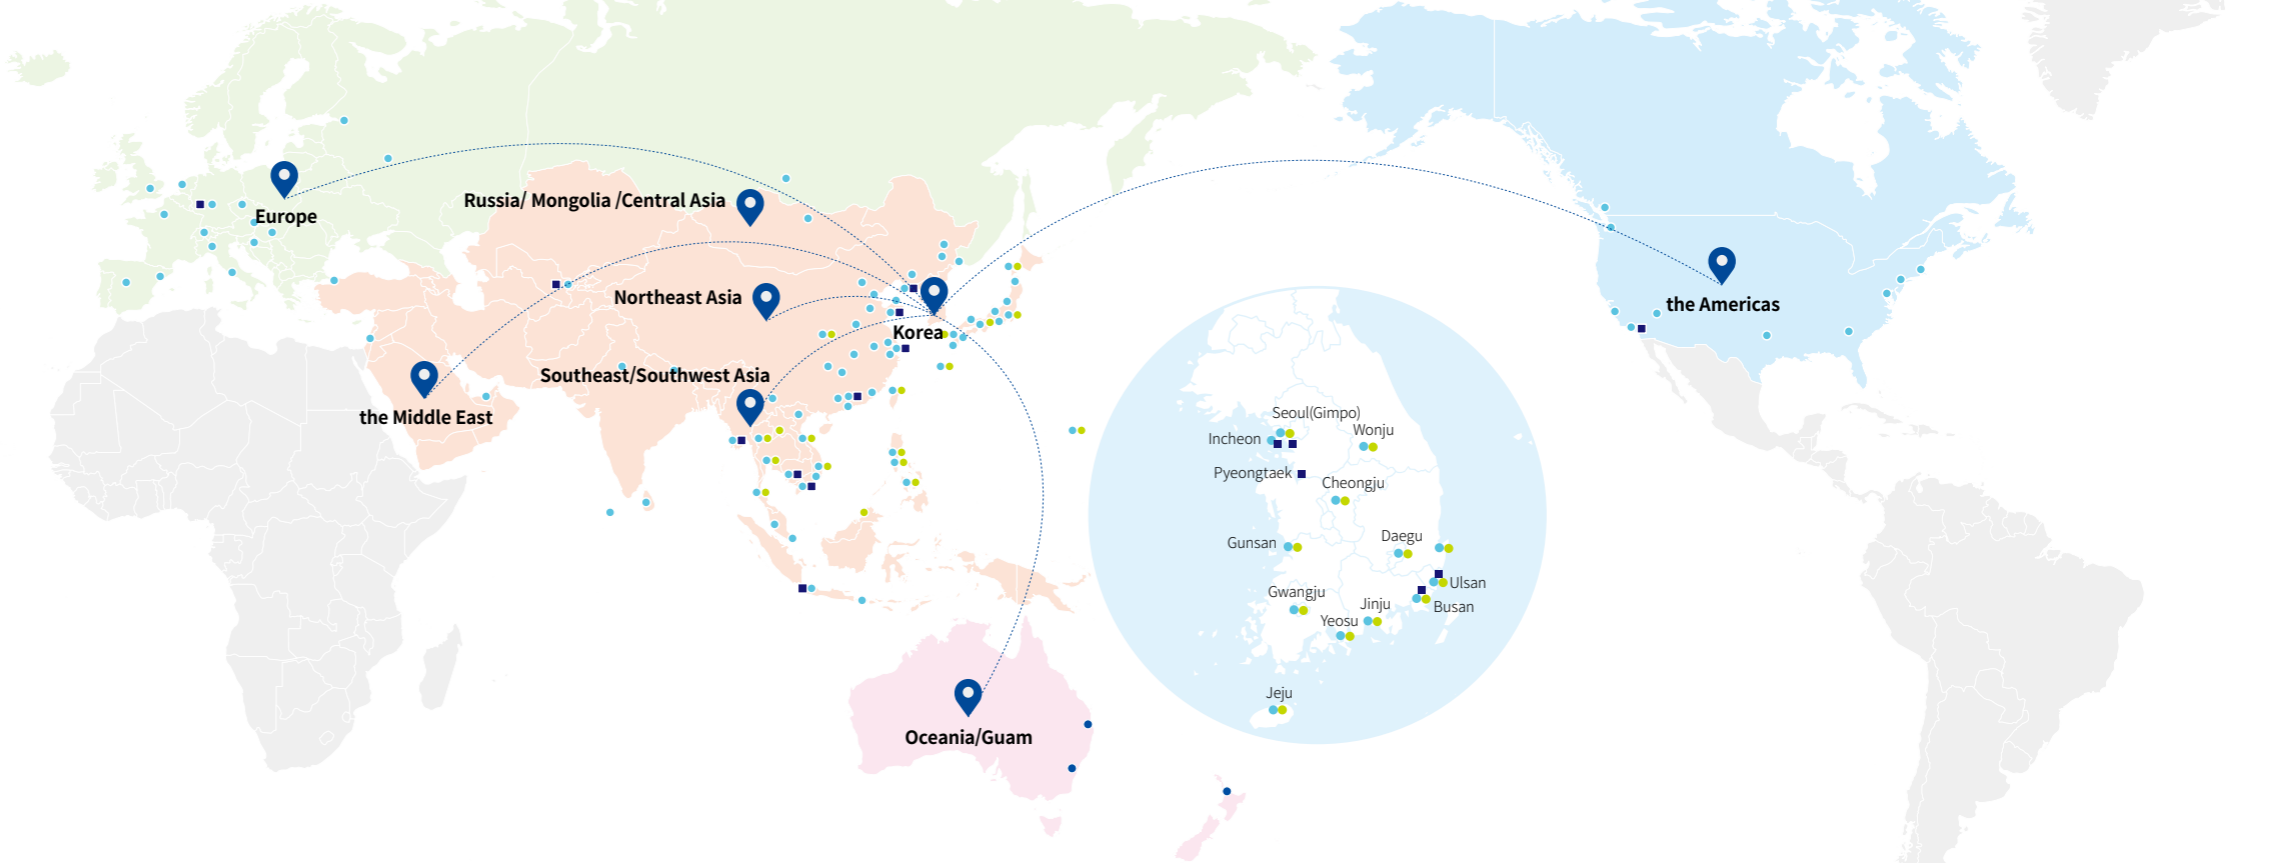 Russia/ Mongolia /Central Asia
Europe
Northeast Asia
the Americas
Korea
Southeast/Southwest Asia
the Middle East
Seoul(Gimpo)
Wonju
Incheon
Pyeongtaek
Cheongju
Daegu
Gunsan
Ulsan
Gwangju
Jinju
Busan
Yeosu
Jeju
Oceania/Guam